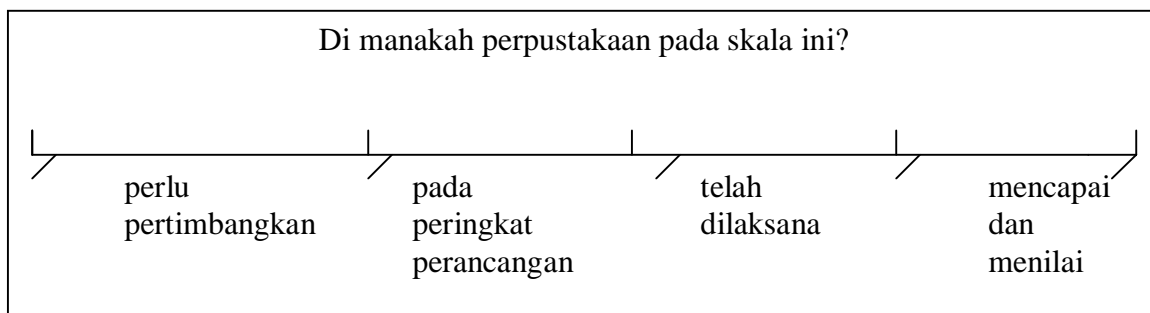 Di manakah perpustakaan pada skala ini?
perlu
pertimbangkan
pada
peringkat
perancangan
telah
dilaksana
mencapai
dan
menilai